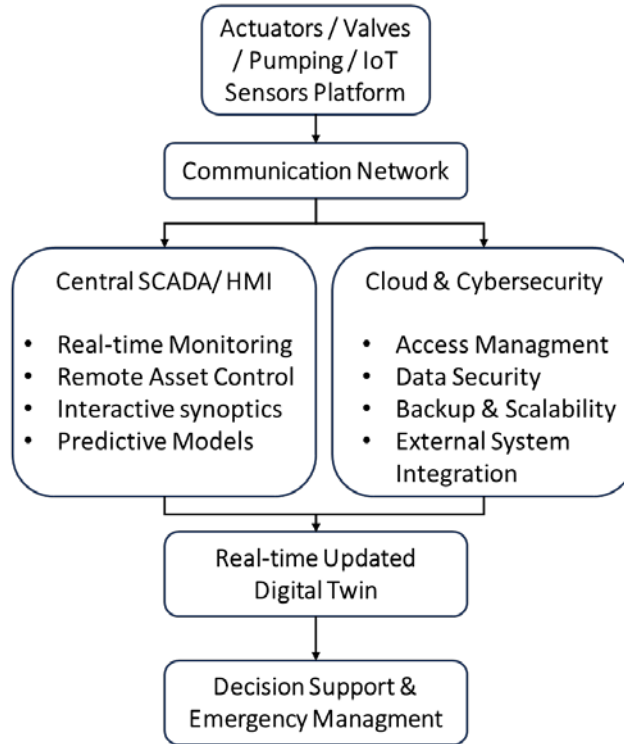 Actuators / Valves
/ Pumping / IoT
Sensors Platform
Communication Network
Central SCADA/ HMI
• Real-time Monitoring
• Remote Asset Control
• Interactive synoptics
• Predictive Models
Cloud & Cybersecurity
• Access Managment
• Data Security
• Backup & Scalability
• External System
Integration
Real-time Updated
Digital Twin
Decision Support &
Emergency Managment